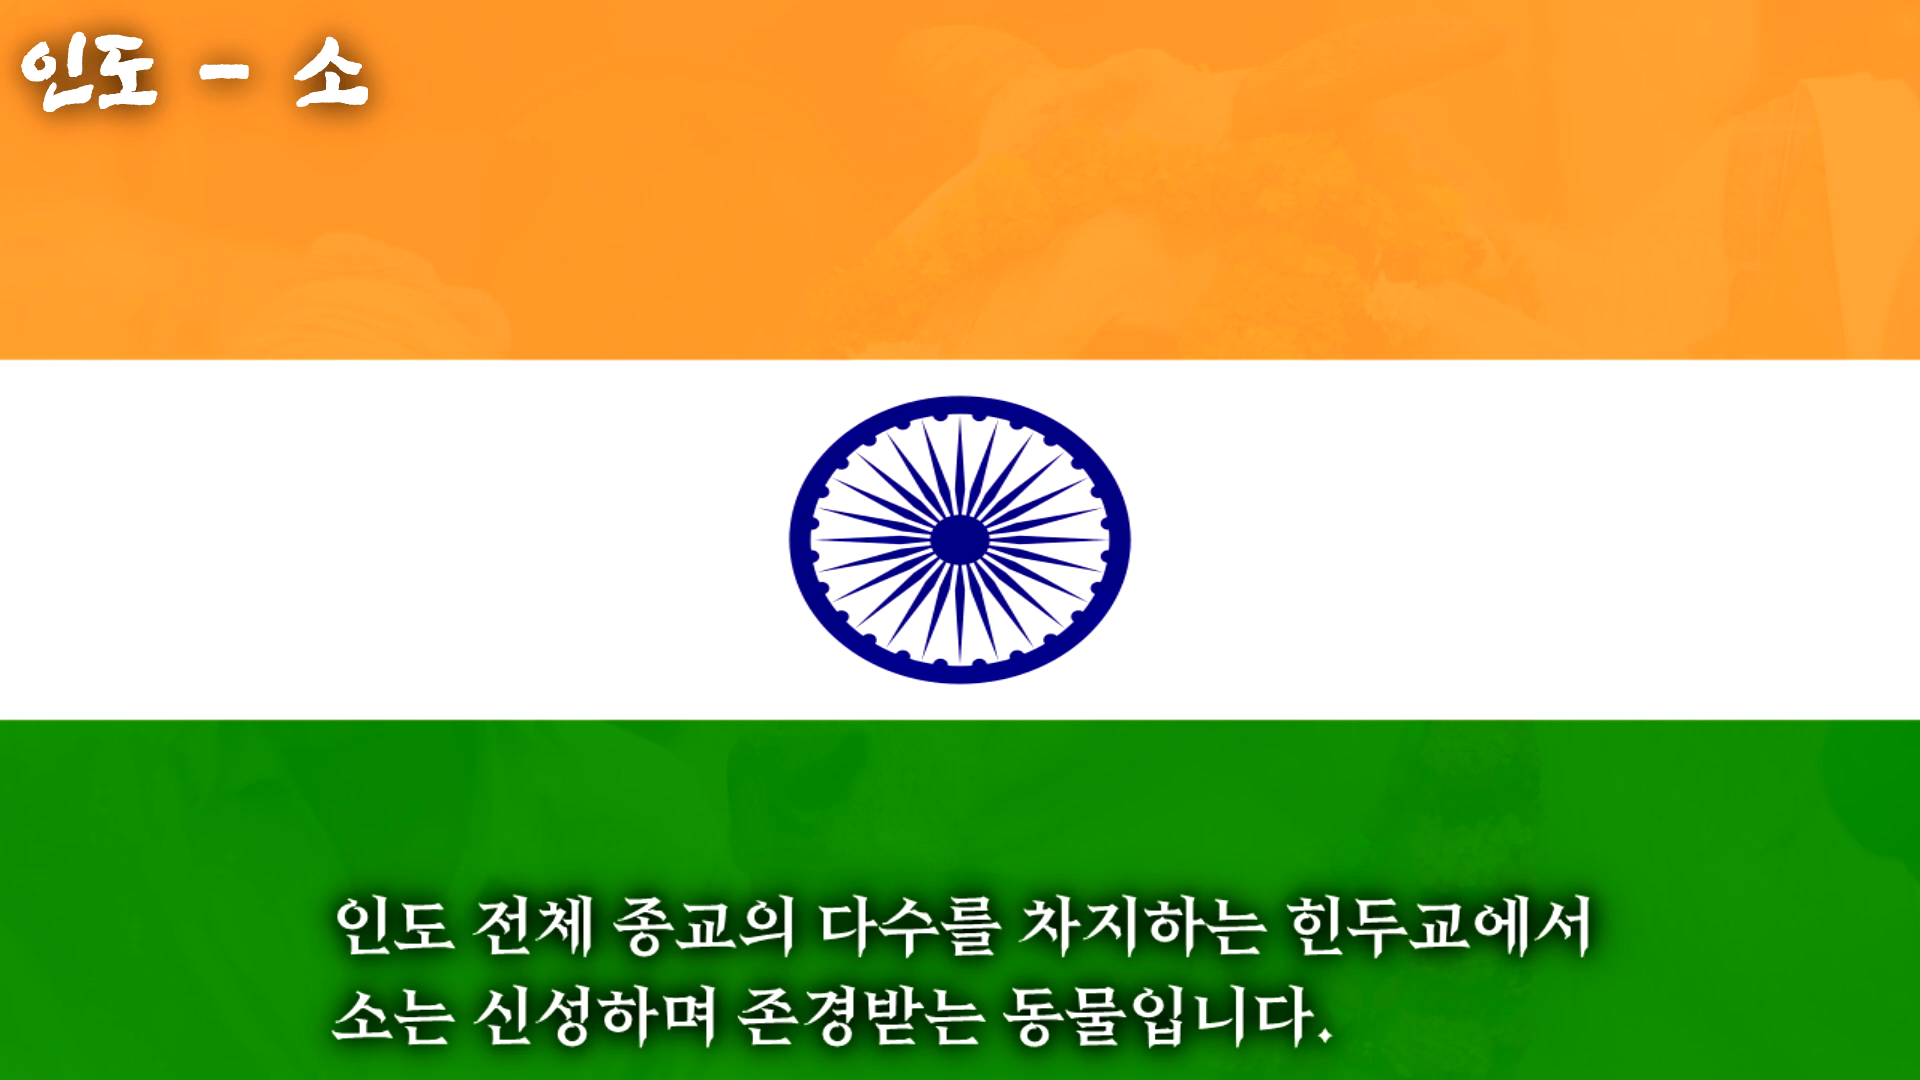 인도 - 소
인도 전체 종교의 다수를 차지하는 힌두교에서
소는 신성하며 존경받는 동물입니다.